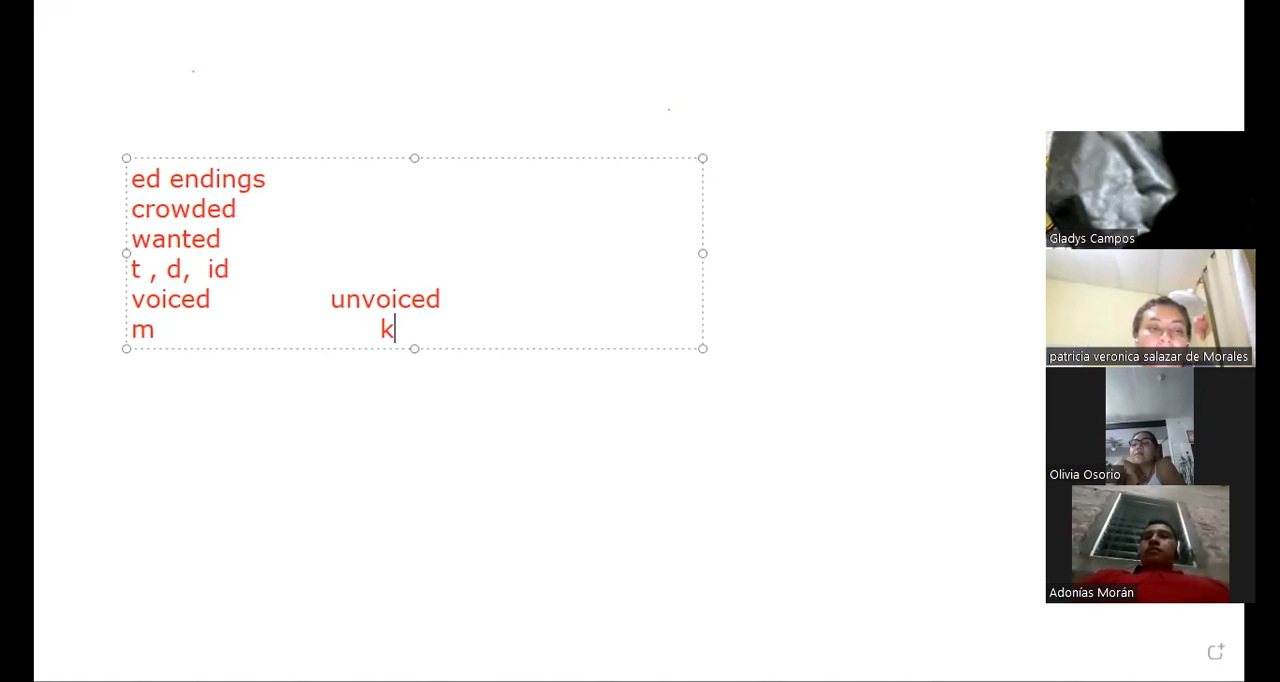 ed endings
crowded
wanted
t , d, id
voiced unvoiced
m k
Gladys Campos
patricia veronica salazar de Morales
Olivia Osorio
Adonías Morán